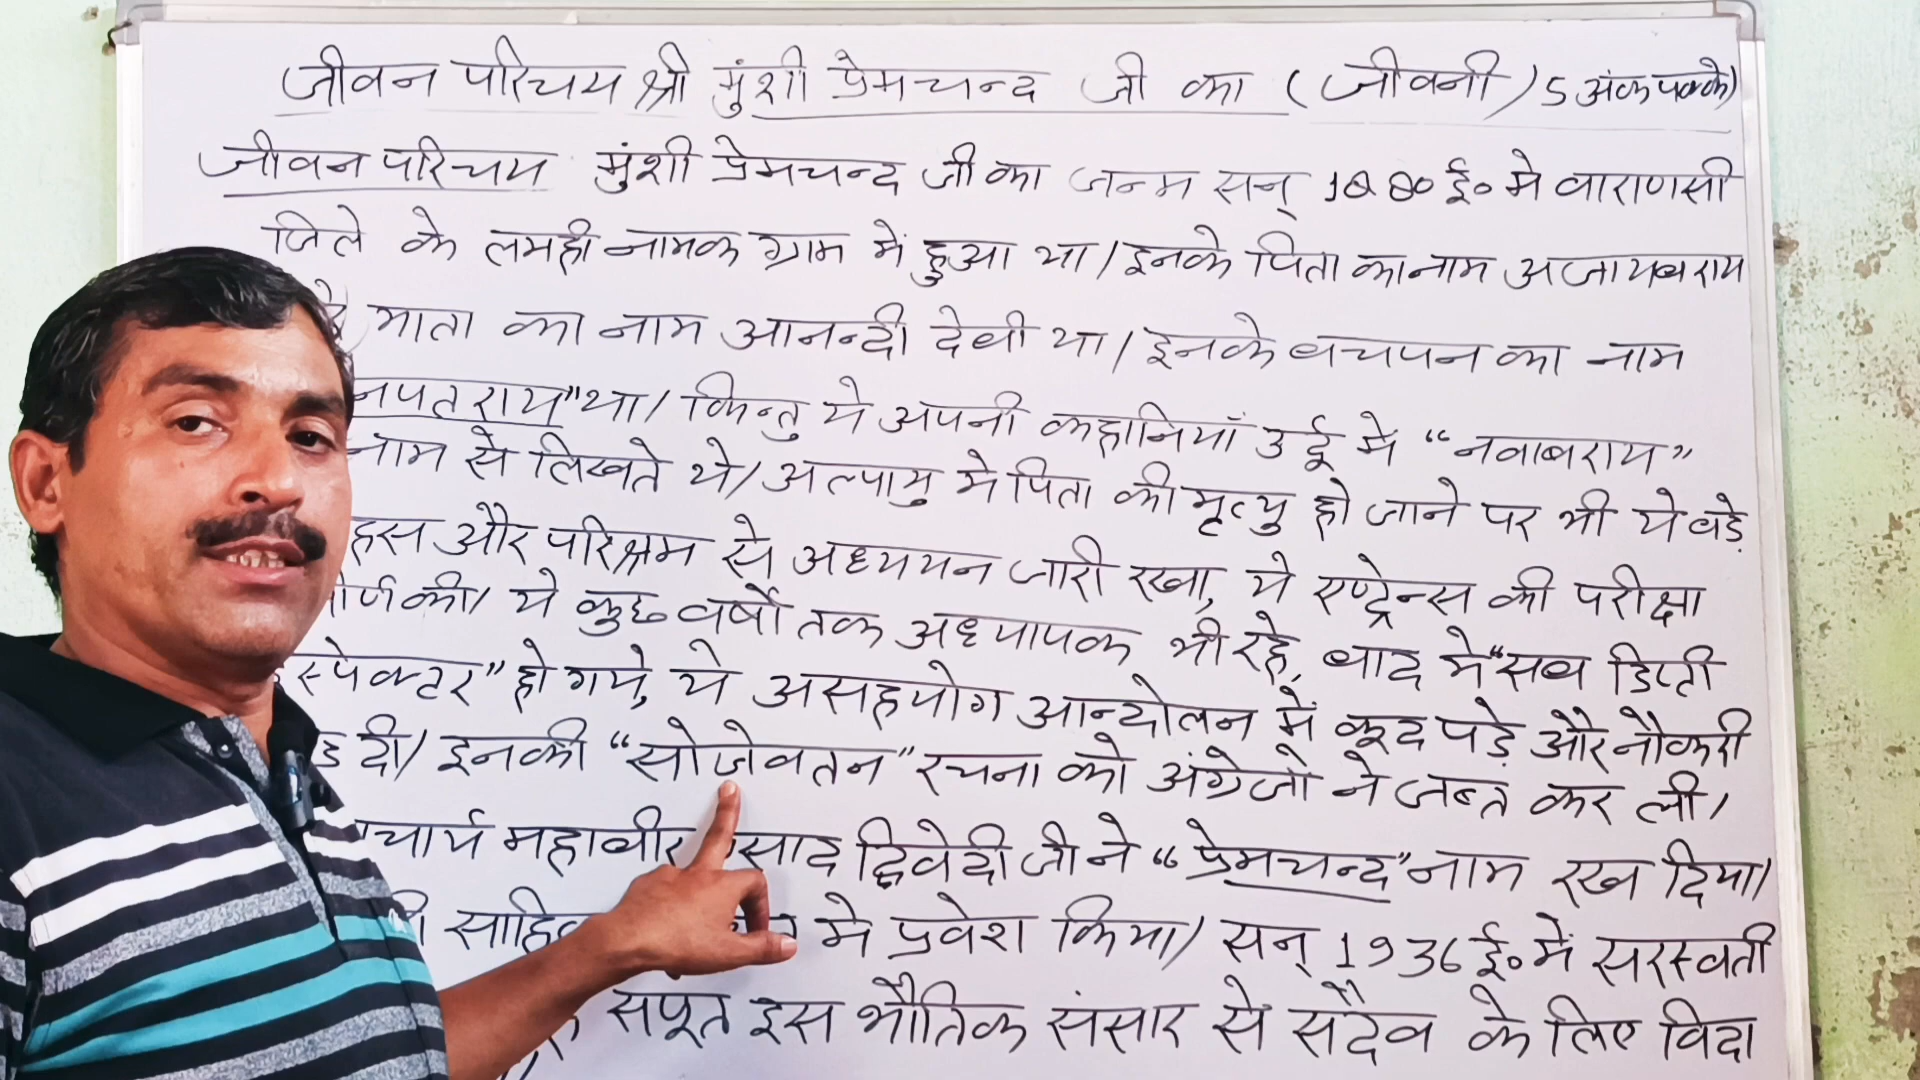 जीवन परिचय श्री मुंशी प्रेमचन्द जी का (जीवनी) 5 अंक पक्के)
जीवन परिचय मुंशी प्रेमचन्द जी का जन्म सन् 1880 ई० मे वाराणसी
जिले के लमही नामक ग्राम में हुआ था। इनके पिता का नाम अजायब राय
माता का नाम आनन्दी देवी था। इनके बचपन का नाम
नपत राय" था। किन्तु ये अपनी कहानियाँ उर्दू में "नवाबराय"
नाम से लिखते थे। अल्पायु मे पिता की मृत्यु हो जाने पर भी ये बड़े
हस और परिश्रम से अध्ययन जारी रखा, ये एण्ट्रेन्स की परीक्षा
र्ण की। ये कुछ वर्षों तक अध्यापक भी रहे, बाद मे "सब डिप्टी
स्पेक्टर" हो गये, ये असहयोग आन्दोलन में कूद पड़े और नौकरी
ड़ दी। इनकी "सोजेवतन" रचना को अंग्रेजो ने जब्त कर ली।
चार्य महावीर साद द्विवेदी जी ने "प्रेमचन्द" नाम रख दिया।
मे प्रवेश किया। सन् 1936 ई० में सरस्वती
सपूत इस भौतिक संसार से सदैव के लिए विदा